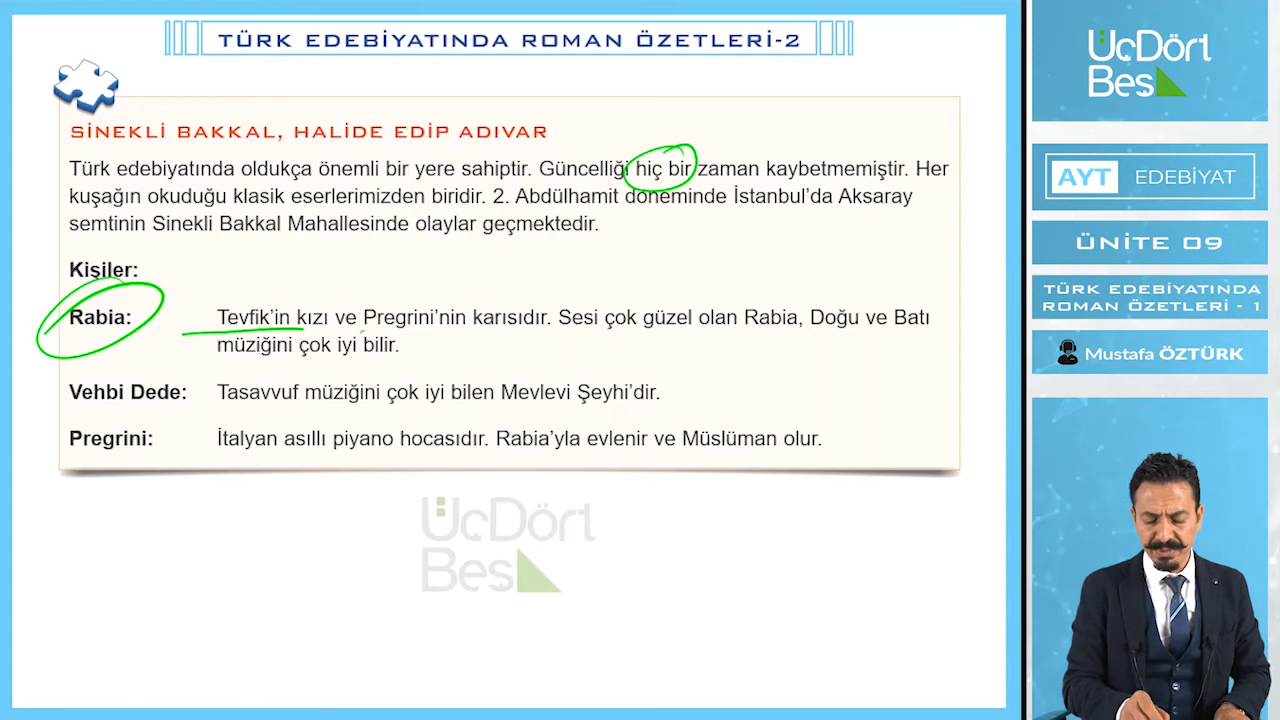 TÜRK EDEBİYATINDA ROMAN ÖZETLERİ-2
SİNEKLİ BAKKAL, HALİDE EDİP ADIVAR
Türk edebiyatında oldukça önemli bir yere sahiptir. Güncelliği hiç bir zaman kaybetmemiştir. Her
kuşağın okuduğu klasik eserlerimizden biridir. 2. Abdülhamit döneminde İstanbul'da Aksaray
semtinin Sinekli Bakkal Mahallesinde olaylar geçmektedir.
Kişiler:
Rabia: Tevfik'in kızı ve Pregrini'nin karısıdır. Sesi çok güzel olan Rabia, Doğu ve Batı
müziğini çok iyi bilir.
Vehbi Dede: Tasavvuf müziğini çok iyi bilen Mevlevi Şeyhi'dir.
Pregrini: İtalyan asıllı piyano hocasıdır. Rabia'yla evlenir ve Müslüman olur.
ÜçDört
Beş
ÜçDört
Beş
AYT EDEBİYAT
ÜNİTE 09
TÜRK EDEBİYATINDA
ROMAN ÖZETLERİ - 1
Mustafa ÖZTÜRK